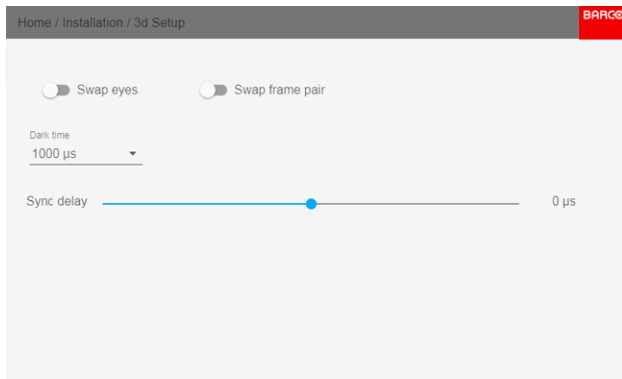 Home / Installation / 3d Setup
BARCO
Swap eyes
Swap frame pair
Dark time
1000 µs
Sync delay
0 µs